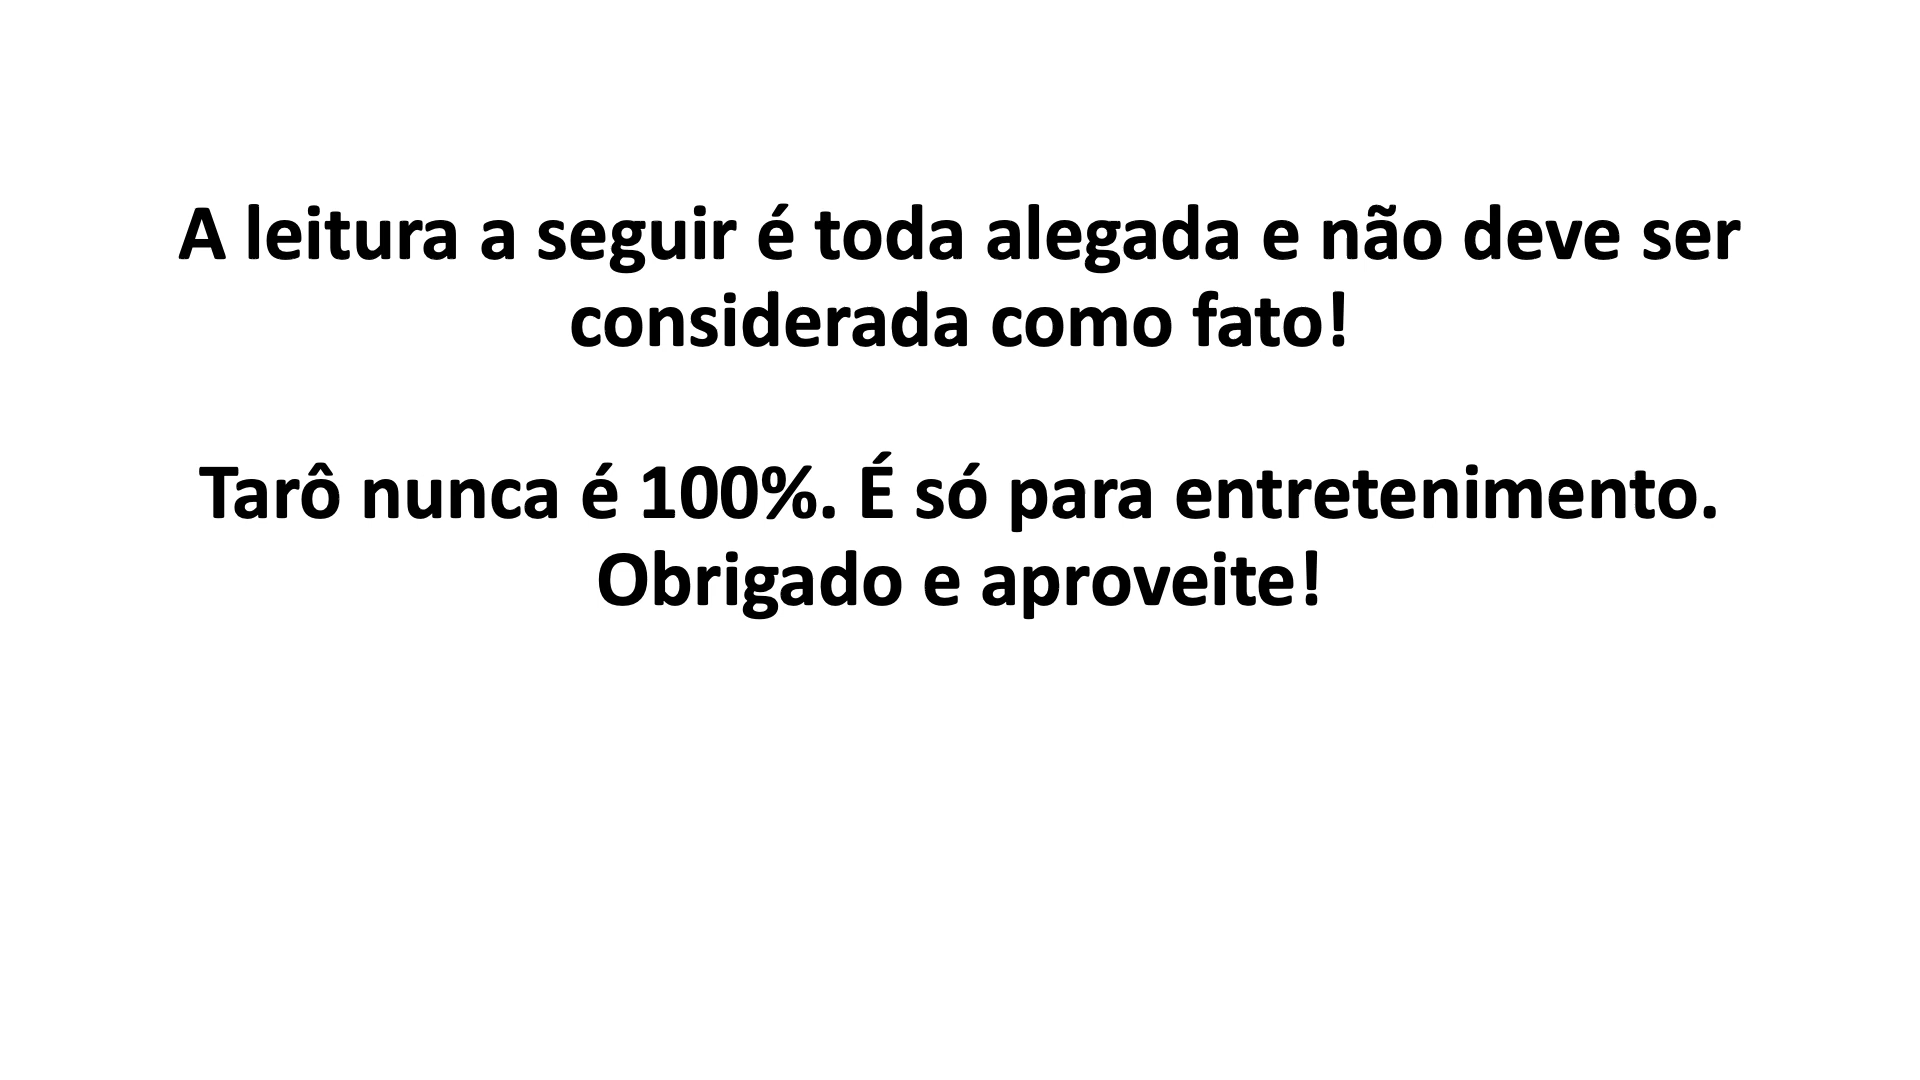 A leitura a seguir é toda alegada e não deve ser
considerada como fato!
Tarô nunca é 100%. É só para entretenimento.
Obrigado e aproveite!